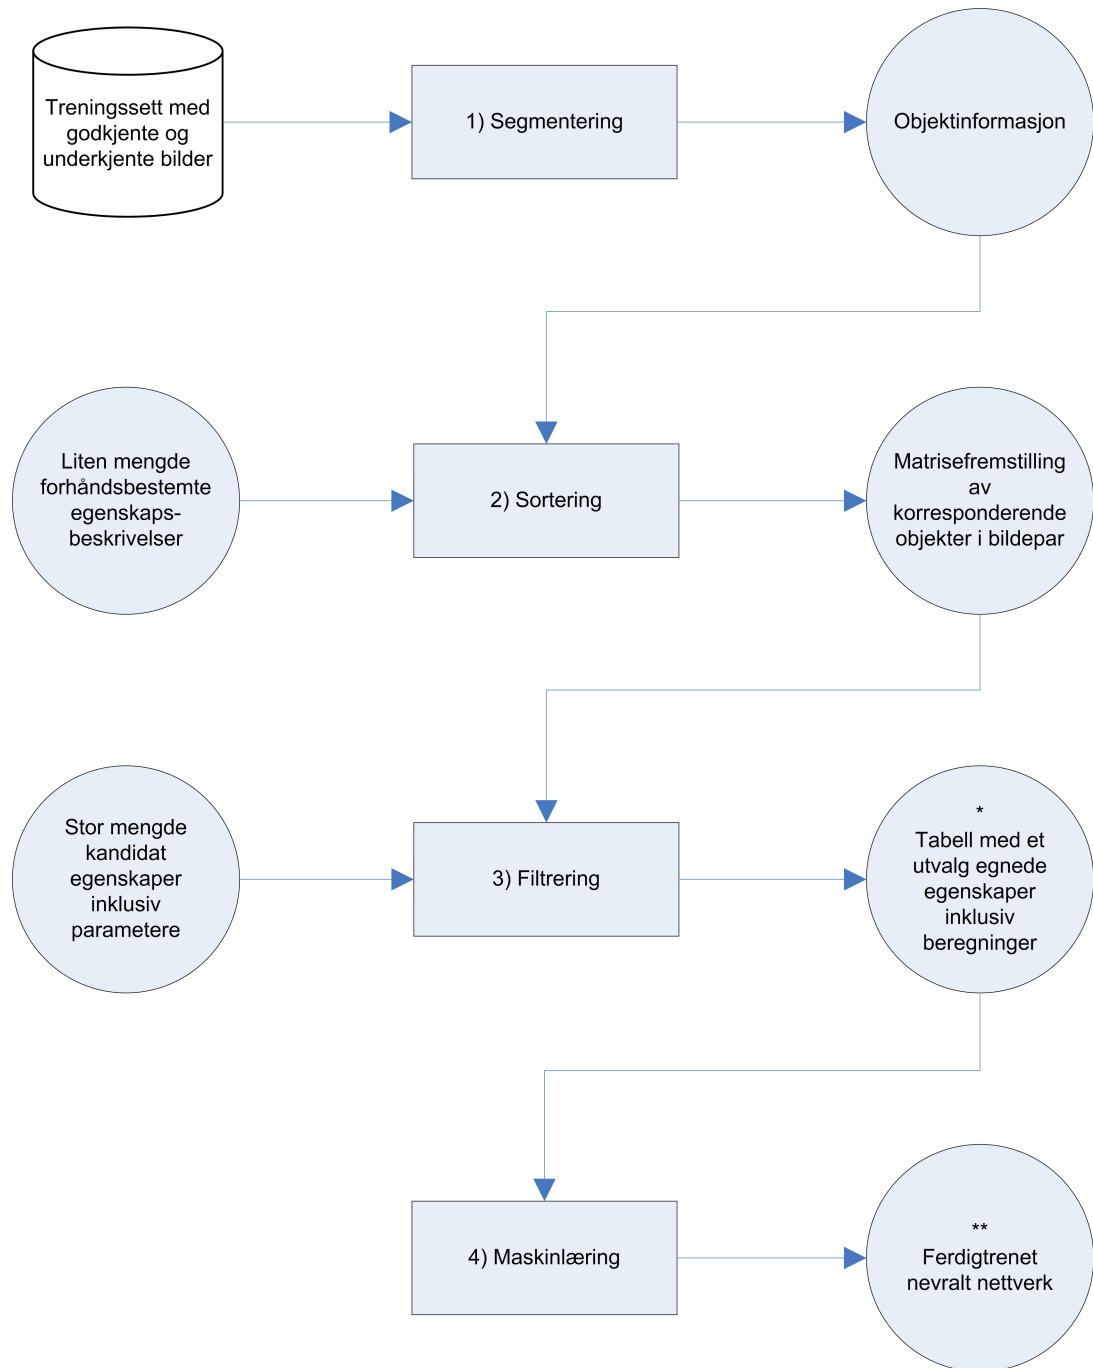 Treningssett med
godkjente og
underkjente bilder
1) Segmentering
Objektinformasjon
Liten mengde
forhåndsbestemte
egenskaps-
beskrivelser
2) Sortering
Matrisefremstilling
av
korresponderende
objekter i bildepar
Stor mengde
kandidat
egenskaper
inklusiv
parametere
3) Filtrering
*
Tabell med et
utvalg egnede
egenskaper
inklusiv
beregninger
4) Maskinlæring
**
Ferdigtrenet
nevralt nettverk